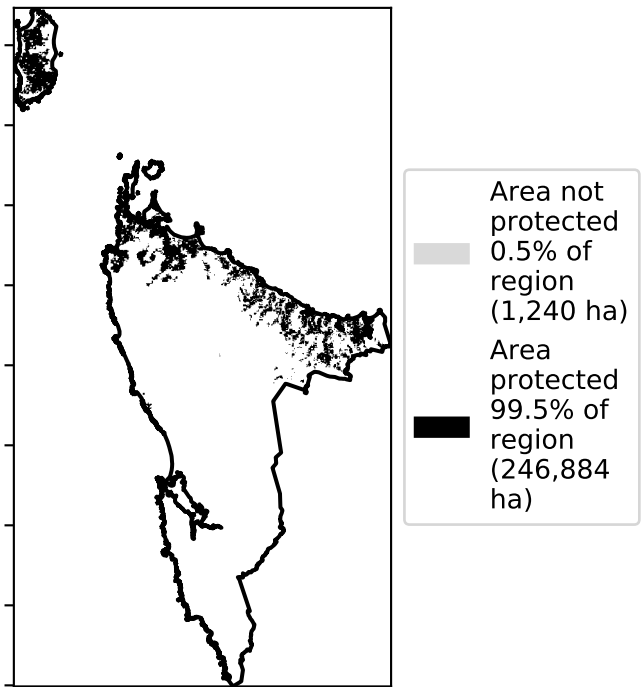 Area not
protected
0.5% of
region
(1,240 ha)
Area
protected
99.5% of
region
(246,884
ha)